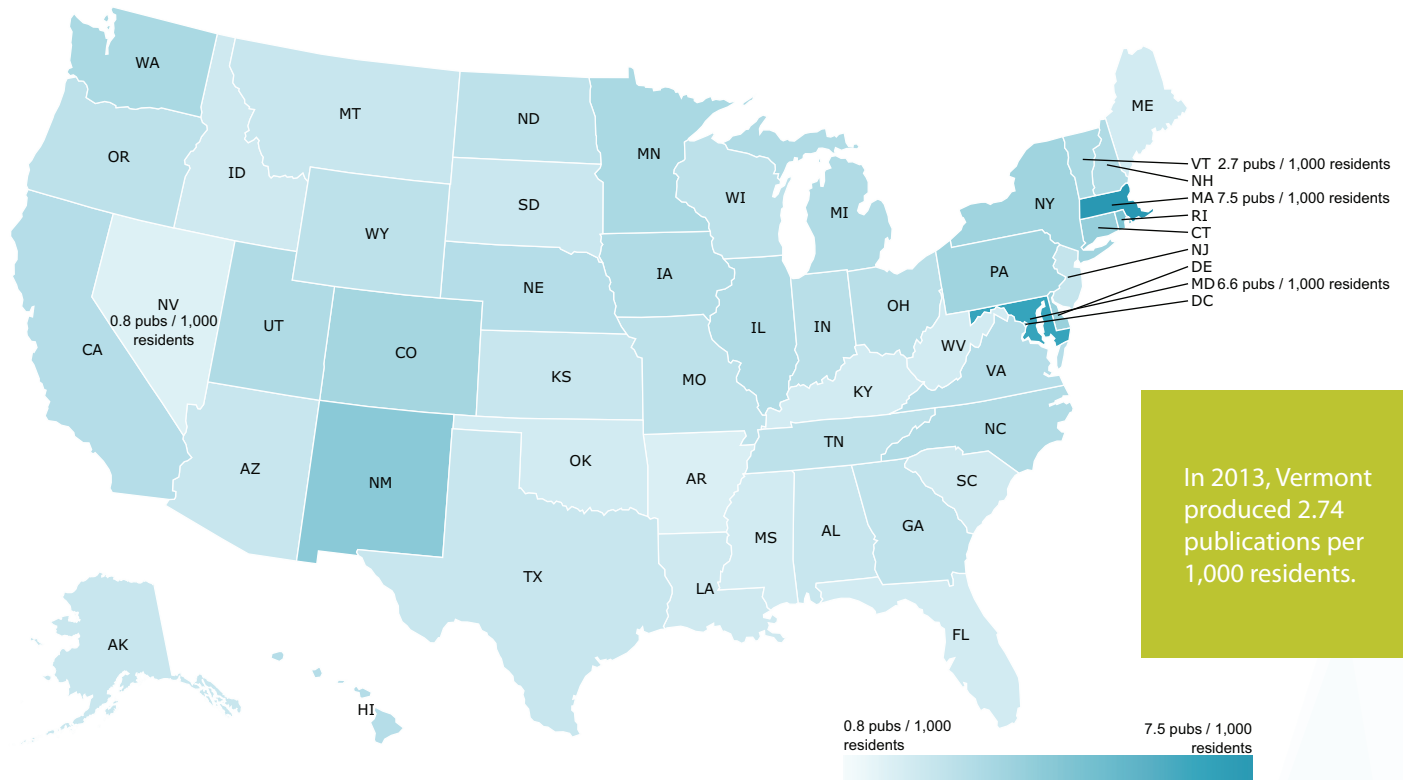 WA
MT
ND
MN
ME
OR
ID
SD
WI
MI
NY
VT 2.7 pubs / 1,000 residents
NH
MA 7.5 pubs / 1,000 residents
RI
CT
NJ
DE
MD 6.6 pubs / 1,000 residents
DC
WY
IA
PA
NE
NV
0.8 pubs / 1,000
residents
UT
CO
IL
IN
OH
CA
KS
MO
WV
VA
KY
AZ
NM
OK
AR
TN
NC
SC
MS
AL
GA
TX
LA
FL
AK
HI
In 2013, Vermont
produced 2.74
publications per
1,000 residents.
0.8 pubs / 1,000
residents
7.5 pubs / 1,000
residents